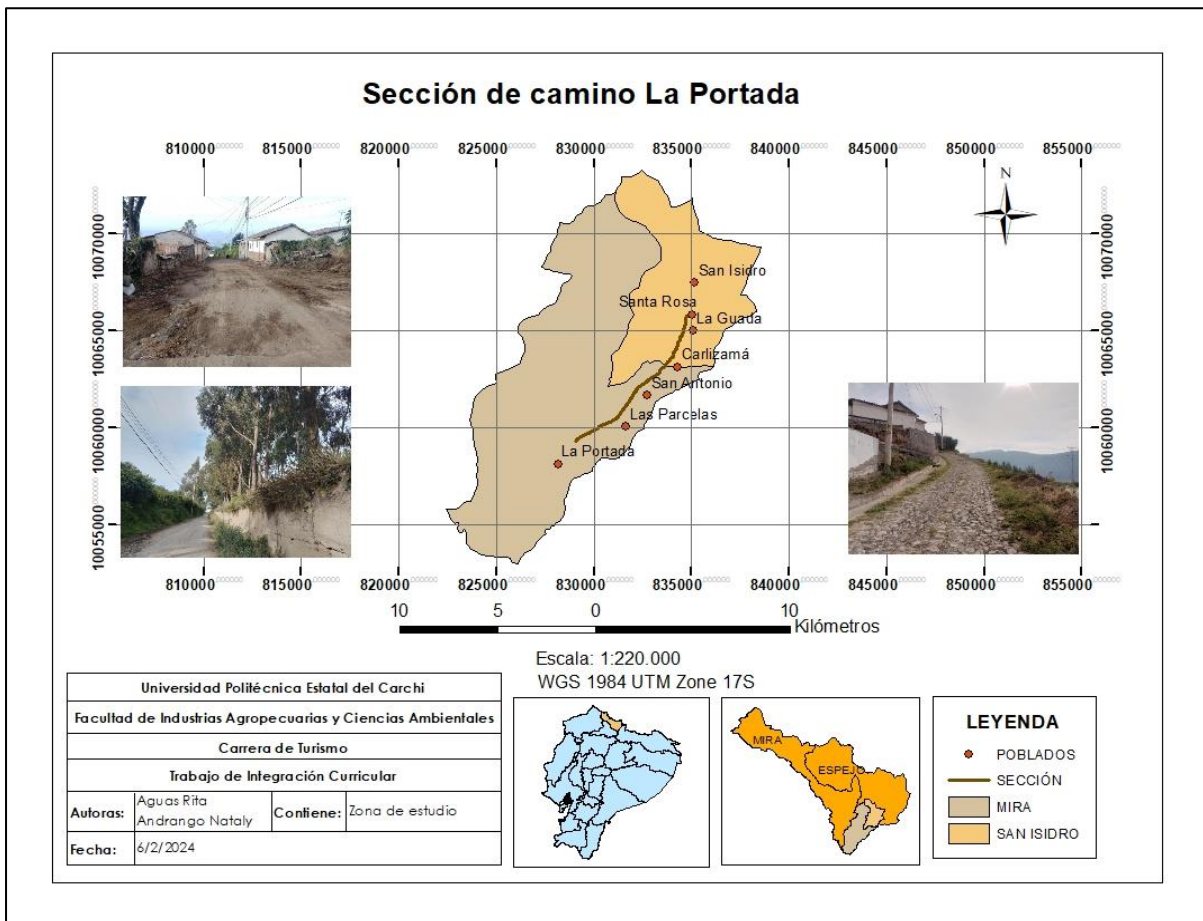 Sección de camino La Portada
810000 815000 820000 825000 830000 835000 840000 845000 850000 855000
N
10070000
10070000
San Isidro
Santa Rosa
La Guada
10065000
10065000
Carlizamá
San Antonio
Las Parcelas
10060000
10060000
La Portada
10055000
10055000
810000 815000 820000 825000 830000 835000 840000 845000 850000 855000
10 5 0 10
Kilómetros
Escala: 1:220.000
WGS 1984 UTM Zone 17S
Universidad Politécnica Estatal del Carchi
Facultad de Industrias Agropecuarias y Ciencias Ambientales
Carrera de Turismo
Trabajo de Integración Curricular
Autoras: Aguas Rita
Andrango Nataly
Contiene: Zona de estudio
Fecha: 6/2/2024
MIRA
ESPEJO
LEYENDA
POBLADOS
SECCIÓN
MIRA
SAN ISIDRO